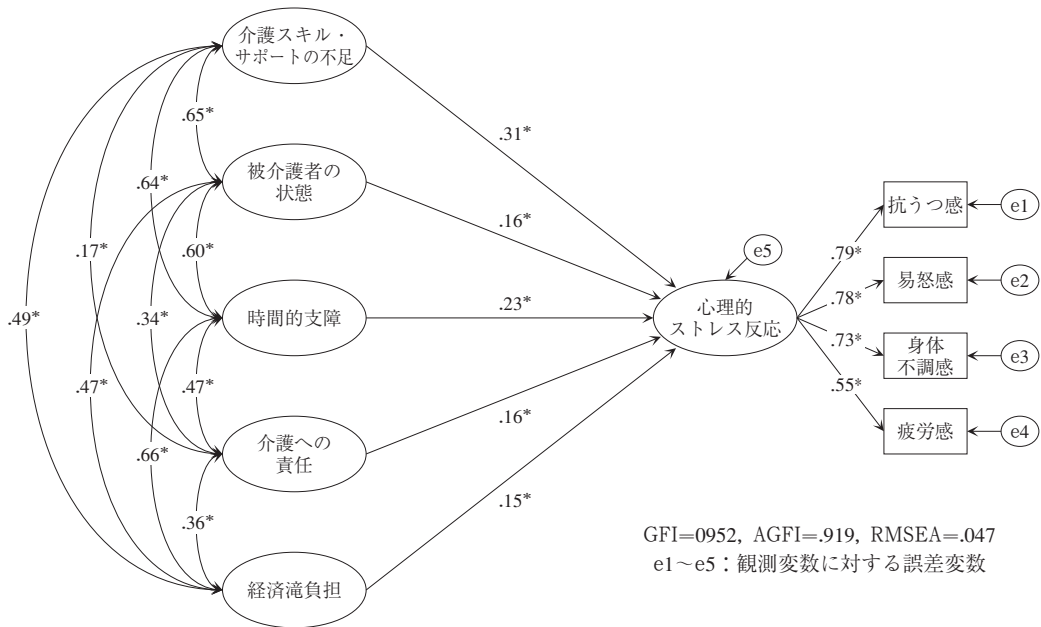 介護スキル・
サポートの不足
.65*
.31*
被介護者の
状態
.64*
.16*
抗うつ感
e1
.79*
.17*
.60*
e5
易怒感
e2
.78*
.49*
.34*
時間的支障
.23*
心理的
ストレス反応
.73*
身体
不調感
e3
.47*
.47*
.55*
.16*
疲労感
e4
.66*
介護への
責任
.36*
.15*
経済滝負担
GFI=0952, AGFI=.919, RMSEA=.047
e1～e5：観測変数に対する誤差変数